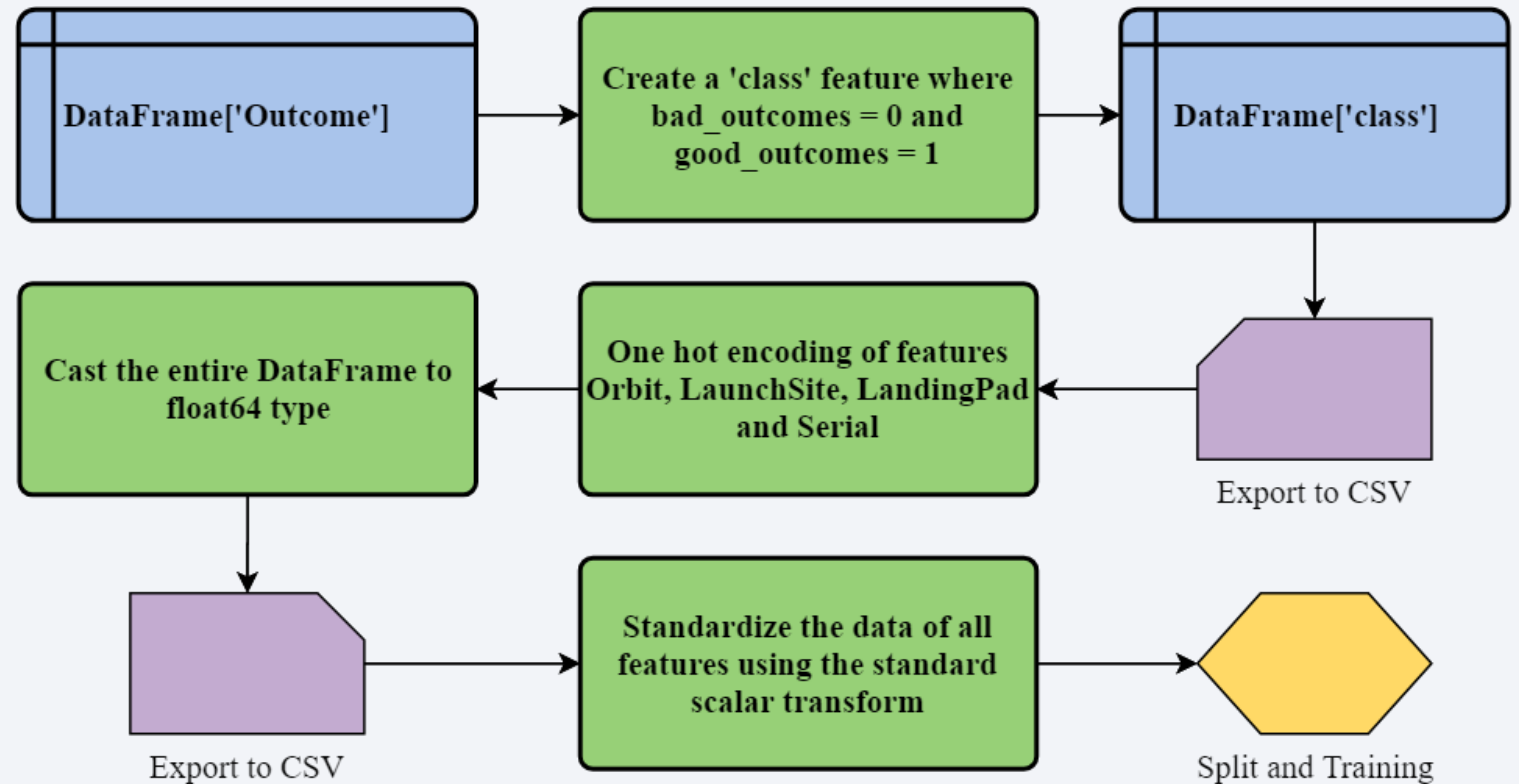 DataFrame['Outcome']
Create a 'class' feature where
bad_outcomes = 0 and
good_outcomes = 1
DataFrame['class']
Export to CSV
One hot encoding of features
Orbit, LaunchSite, LandingPad
and Serial
Cast the entire DataFrame to
float64 type
Export to CSV
Standardize the data of all
features using the standard
scalar transform
Split and Training